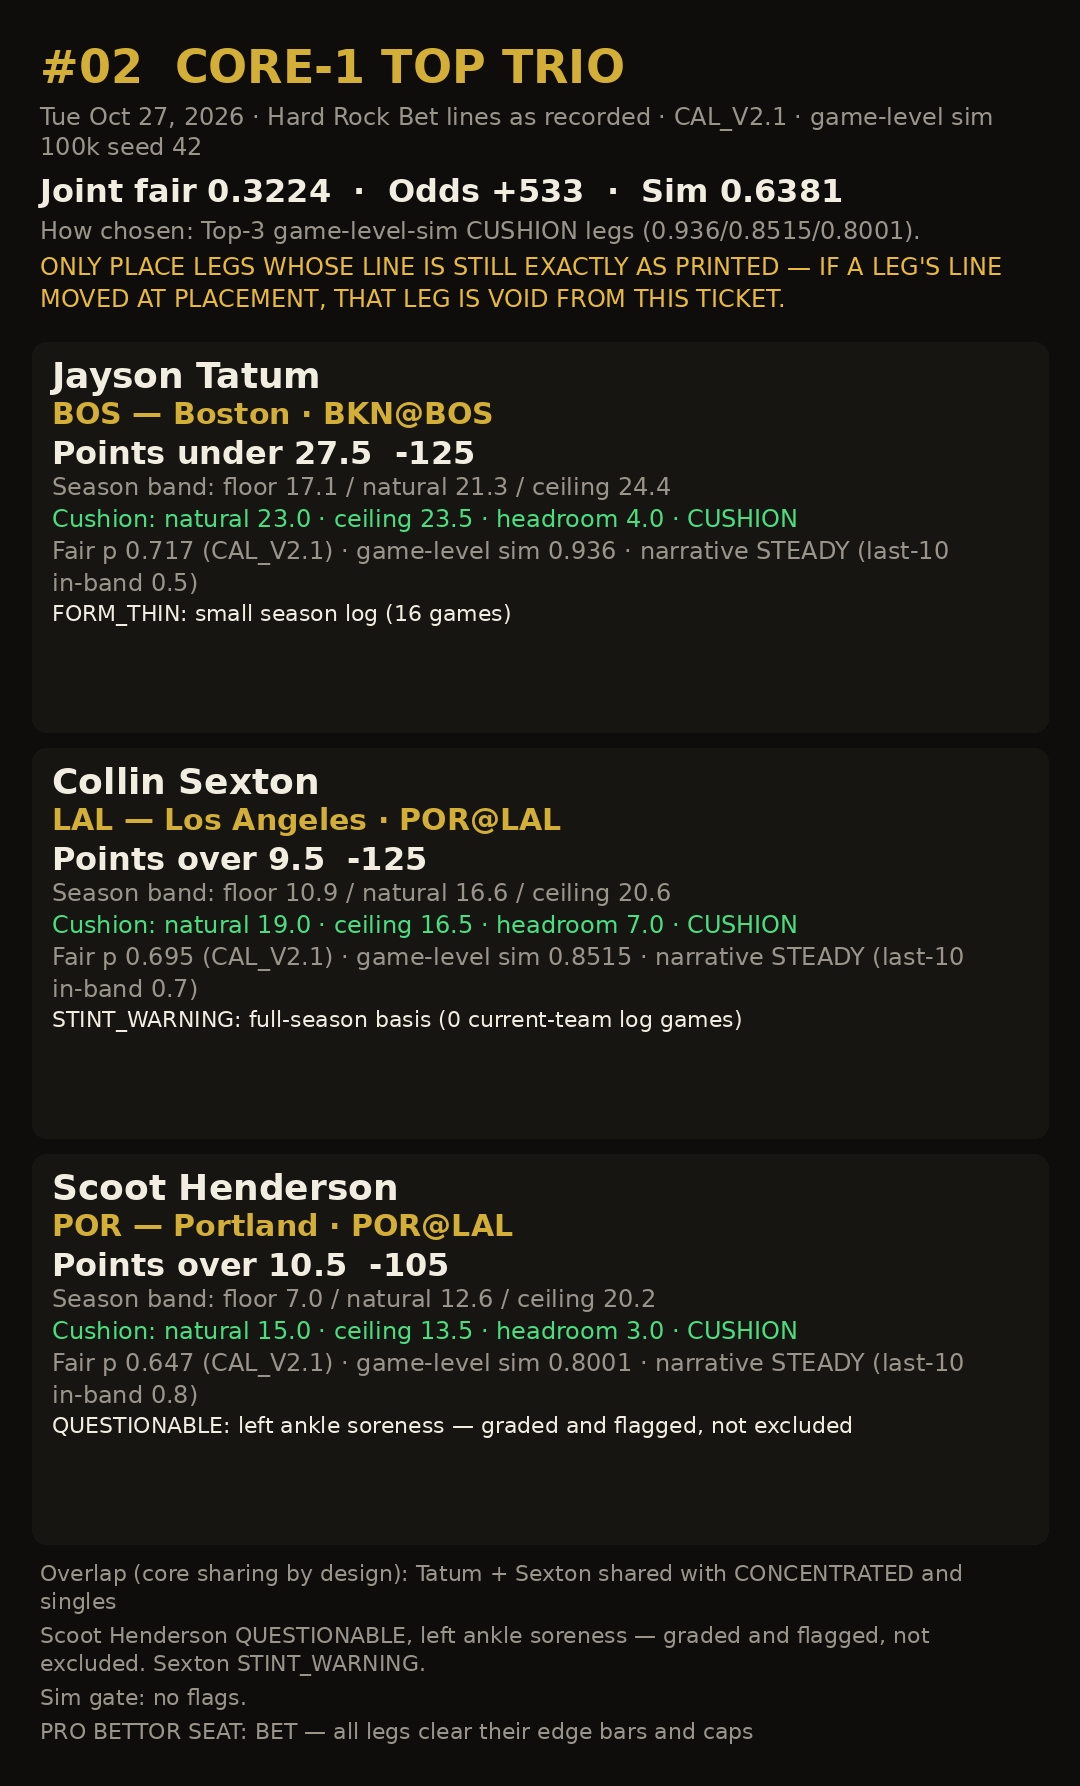 #02 CORE-1 TOP TRIO
Tue Oct 27, 2026 · Hard Rock Bet lines as recorded · CAL_V2.1 · game-level sim
100k seed 42
Joint fair 0.3224 · Odds +533 · Sim 0.6381
How chosen: Top-3 game-level-sim CUSHION legs (0.936/0.8515/0.8001).
ONLY PLACE LEGS WHOSE LINE IS STILL EXACTLY AS PRINTED — IF A LEG'S LINE
MOVED AT PLACEMENT, THAT LEG IS VOID FROM THIS TICKET.
Jayson Tatum
BOS — Boston · BKN@BOS
Points under 27.5 -125
Season band: floor 17.1 / natural 21.3 / ceiling 24.4
Cushion: natural 23.0 · ceiling 23.5 · headroom 4.0 · CUSHION
Fair p 0.717 (CAL_V2.1) · game-level sim 0.936 · narrative STEADY (last-10
in-band 0.5)
FORM_THIN: small season log (16 games)
Collin Sexton
LAL — Los Angeles · POR@LAL
Points over 9.5 -125
Season band: floor 10.9 / natural 16.6 / ceiling 20.6
Cushion: natural 19.0 · ceiling 16.5 · headroom 7.0 · CUSHION
Fair p 0.695 (CAL_V2.1) · game-level sim 0.8515 · narrative STEADY (last-10
in-band 0.7)
STINT_WARNING: full-season basis (0 current-team log games)
Scoot Henderson
POR — Portland · POR@LAL
Points over 10.5 -105
Season band: floor 7.0 / natural 12.6 / ceiling 20.2
Cushion: natural 15.0 · ceiling 13.5 · headroom 3.0 · CUSHION
Fair p 0.647 (CAL_V2.1) · game-level sim 0.8001 · narrative STEADY (last-10
in-band 0.8)
QUESTIONABLE: left ankle soreness — graded and flagged, not excluded
Overlap (core sharing by design): Tatum + Sexton shared with CONCENTRATED and
singles
Scoot Henderson QUESTIONABLE, left ankle soreness — graded and flagged, not
excluded. Sexton STINT_WARNING.
Sim gate: no flags.
PRO BETTOR SEAT: BET — all legs clear their edge bars and caps